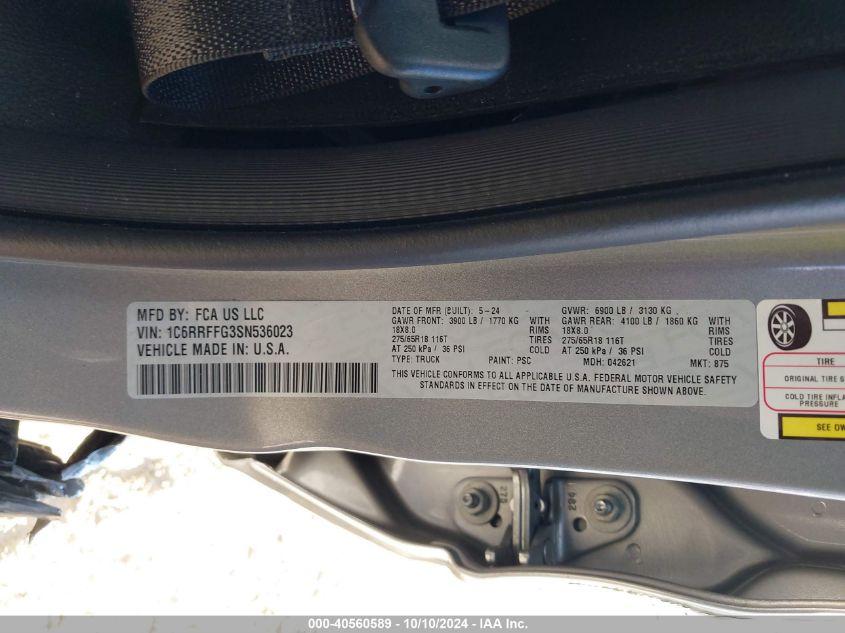 MFD BY: FCA US LLC
VIN: 1C6RRFFG3SN536023
VEHICLE MADE IN: U.S.A.
DATE OF MFR (BUILT): 5-24 GVWR: 6900 LB / 3130 KG
GAWR FRONT: 3900 LB / 1770 KG WITH GAWR REAR: 4100 LB / 1860 KG WITH
18X8.0 RIMS 18X8.0 RIMS
275/65R18 116T TIRES 275/65R18 116T TIRES
AT 250 kPa / 36 PSI COLD AT 250 kPa / 36 PSI COLD
TYPE: TRUCK PAINT: PSC MDH: 042621 MKT: 875
THIS VEHICLE CONFORMS TO ALL APPLICABLE U.S.A. FEDERAL MOTOR VEHICLE SAFETY
STANDARDS IN EFFECT ON THE DATE OF MANUFACTURE SHOWN ABOVE.
TIRE
ORIGINAL TIRE
COLD TIRE
PRESSURE
SEE
275
000-40560589 - 10/10/2024 - IAA Inc.